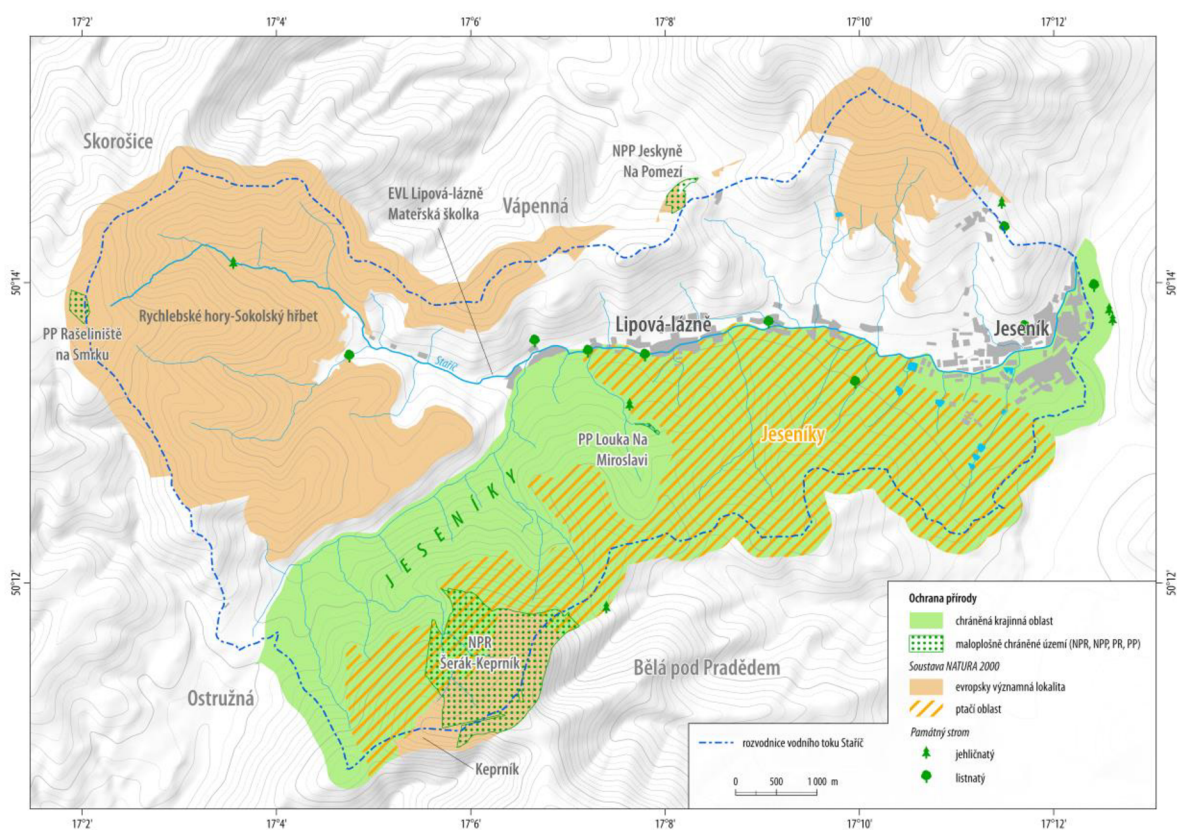 17°2'
17°4'
17°6'
17°8'
17°10'
17°12'
Skorošice
NPP Jeskyně
Na Pomezí
EVL Lipová-lázně
Mateřská školka
Vápenná
50°14'
50°14'
Rychlebské hory-Sokolský hřbet
PP Rašeliniště
na Smrku
Lipová-lázně
Jeseník
Staříč
PP Louka Na
Miroslavi
Jeseníky
JESENÍKY
50°12'
50°12'
NPR
Šerák-Keprník
Bělá pod Pradědem
Ostružná
Keprník
Ochrana přírody
chráněná krajinná oblast
maloplošně chráněné území (NPR, NPP, PR, PP)
Soustava NATURA 2000
evropsky významná lokalita
ptačí oblast
Památný strom
jehličnatý
listnatý
rozvodnice vodního toku Staříč
0 500 1 000 m
17°2'
17°4'
17°6'
17°8'
17°10'
17°12'